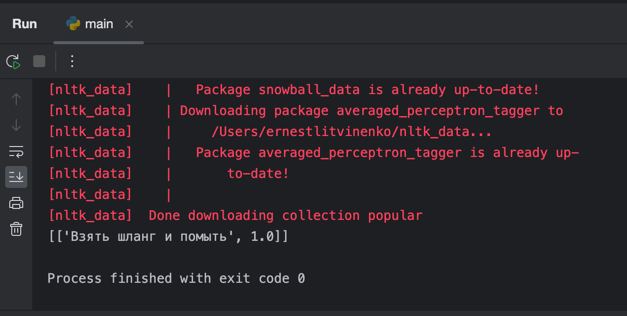 Run
main
[nltk_data]    |   Package snowball_data is already up-to-date!
[nltk_data]    | Downloading package averaged_perceptron_tagger to
[nltk_data]    |     /Users/ernestlitvinenko/nltk_data...
[nltk_data]    |   Package averaged_perceptron_tagger is already up-
[nltk_data]    |       to-date!
[nltk_data]    |
[nltk_data]  Done downloading collection popular
[['Взять шланг и помыть', 1.0]]
Process finished with exit code 0